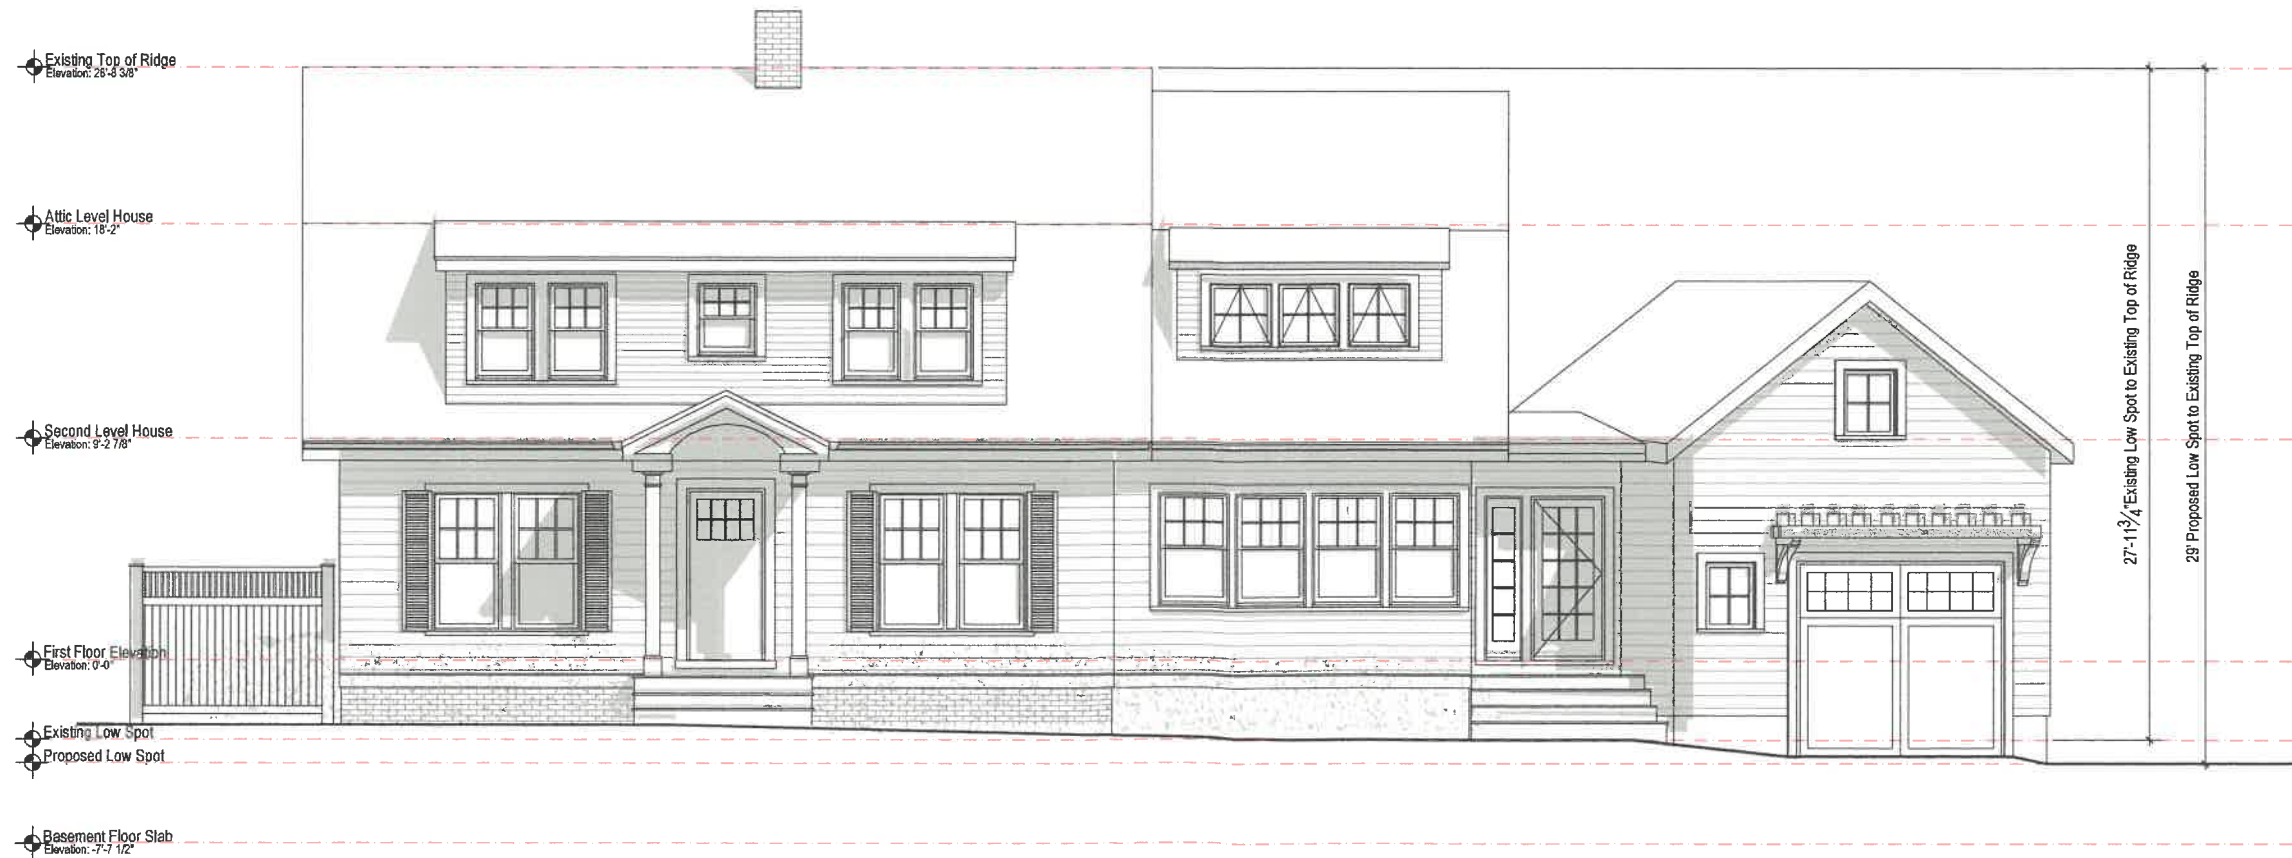 Existing Top of Ridge
Elevation: 24'-8 3/8"
Attic Level House
Elevation: 18'-2"
Second Level House
Elevation: 9'-2 7/8"
First Floor Elevation
Elevation: 0'-0"
Existing Low Spot
Proposed Low Spot
Basement Floor Slab
Elevation: -7'-7 1/2"
27'-11 3/4" Existing Low Spot to Existing Top of Ridge
29' Proposed Low Spot to Existing Top of Ridge